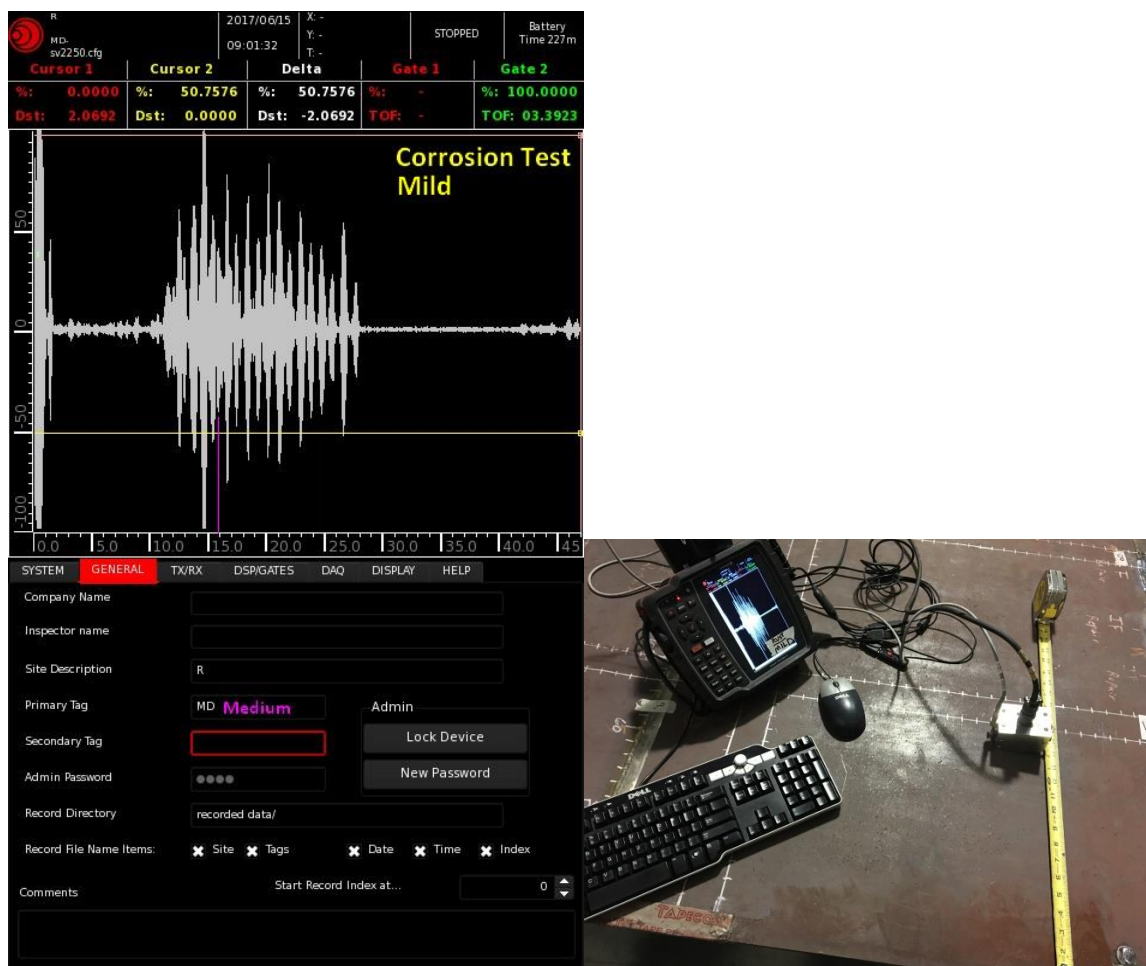 R
MD-
sv2250.cfg
2017/06/15
09:01:32
X: -
Y: -
T: -
STOPPED
Battery
Time 227m
Cursor 1 Cursor 2 Delta Gate 1 Gate 2
%: 0.0000 %: 50.7576 %: 50.7576 %: - %: 100.0000
Dst: 2.0692 Dst: 0.0000 Dst: -2.0692 TOF: - TOF: 03.3923
Corrosion Test
Mild
50
0
-50
-100
0.0 5.0 10.0 15.0 20.0 25.0 30.0 35.0 40.0 45
SYSTEM GENERAL TX/RX DSP/GATES DAQ DISPLAY HELP
Company Name
Inspector name
Site Description R
Primary Tag MD Medium
Secondary Tag
Admin Password
Admin
Lock Device
New Password
Record Directory recorded data/
Record File Name Items: Site Tags Date Time Index
Start Record Index at... 0
Comments
MILD
DELL
DELL
TAPECO